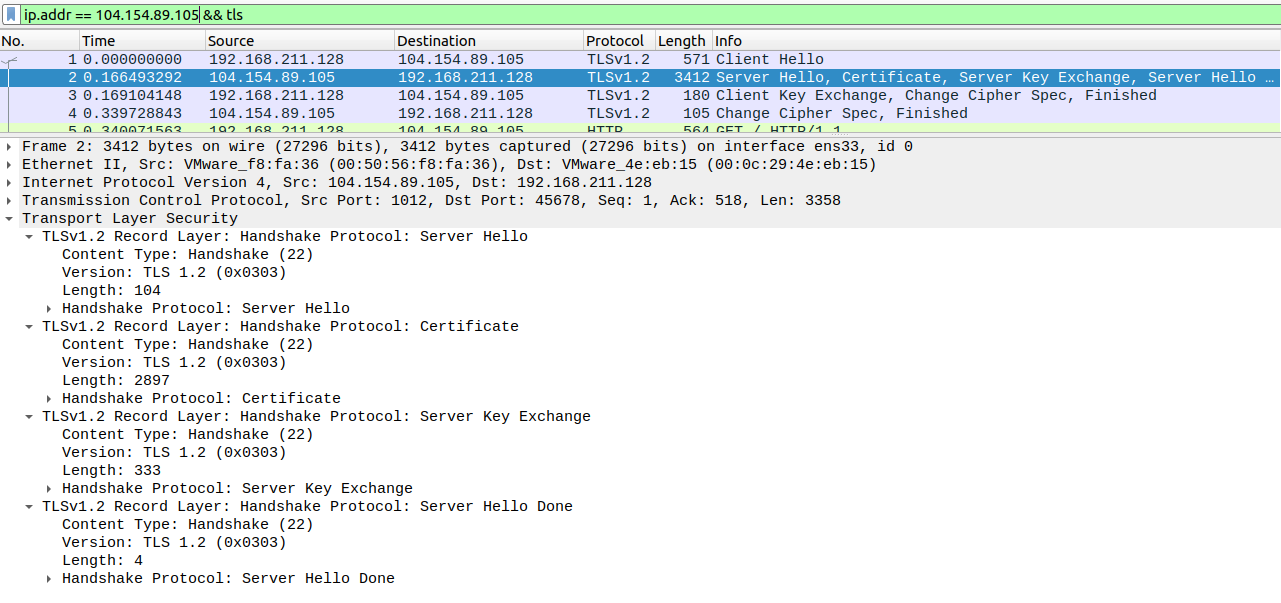 ip.addr == 104.154.89.105 && tls
No. Time Source Destination Protocol Length Info
1 0.000000000 192.168.211.128 104.154.89.105 TLSv1.2 571 Client Hello
2 0.166493292 104.154.89.105 192.168.211.128 TLSv1.2 3412 Server Hello, Certificate, Server Key Exchange, Server Hello …
3 0.169104148 192.168.211.128 104.154.89.105 TLSv1.2 180 Client Key Exchange, Change Cipher Spec, Finished
4 0.339728843 104.154.89.105 192.168.211.128 TLSv1.2 105 Change Cipher Spec, Finished
5 0.340071563 192.168.211.128 104.154.89.105 HTTP 564 GET / HTTP/1.1
Frame 2: 3412 bytes on wire (27296 bits), 3412 bytes captured (27296 bits) on interface ens33, id 0
Ethernet II, Src: VMware_f8:fa:36 (00:50:56:f8:fa:36), Dst: VMware_4e:eb:15 (00:0c:29:4e:eb:15)
Internet Protocol Version 4, Src: 104.154.89.105, Dst: 192.168.211.128
Transmission Control Protocol, Src Port: 1012, Dst Port: 45678, Seq: 1, Ack: 518, Len: 3358
Transport Layer Security
TLSv1.2 Record Layer: Handshake Protocol: Server Hello
Content Type: Handshake (22)
Version: TLS 1.2 (0x0303)
Length: 104
Handshake Protocol: Server Hello
TLSv1.2 Record Layer: Handshake Protocol: Certificate
Content Type: Handshake (22)
Version: TLS 1.2 (0x0303)
Length: 2897
Handshake Protocol: Certificate
TLSv1.2 Record Layer: Handshake Protocol: Server Key Exchange
Content Type: Handshake (22)
Version: TLS 1.2 (0x0303)
Length: 333
Handshake Protocol: Server Key Exchange
TLSv1.2 Record Layer: Handshake Protocol: Server Hello Done
Content Type: Handshake (22)
Version: TLS 1.2 (0x0303)
Length: 4
Handshake Protocol: Server Hello Done